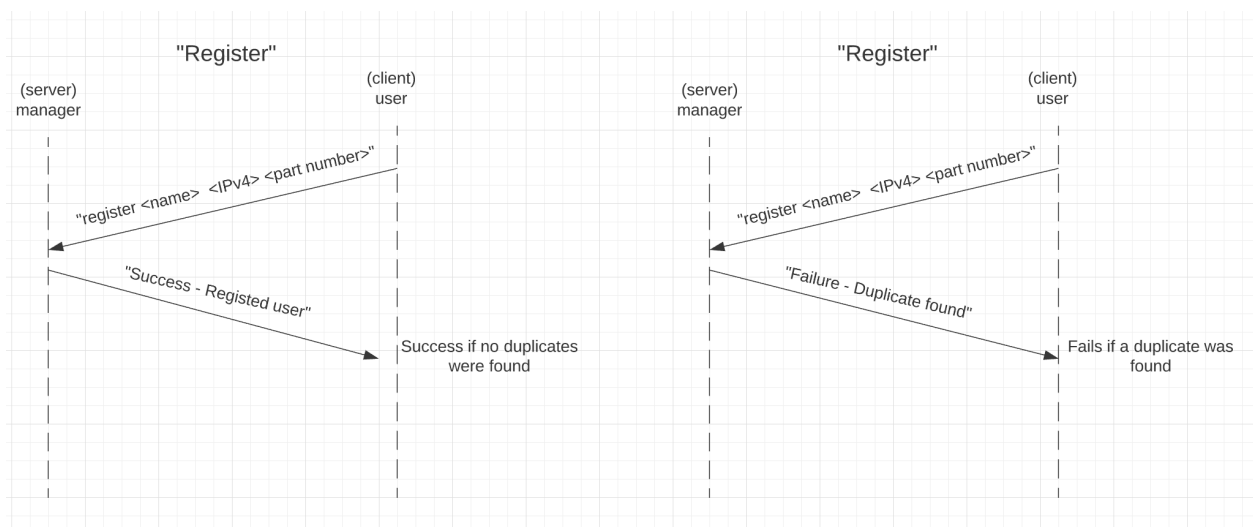 "Register"
(server)
manager
(client)
user
"register <name>  <IPv4> <part number>"
"Success - Registed user"
Success if no duplicates
were found
"Register"
(server)
manager
(client)
user
"register <name>  <IPv4> <part number>"
"Failure - Duplicate found"
Fails if a duplicate was
found